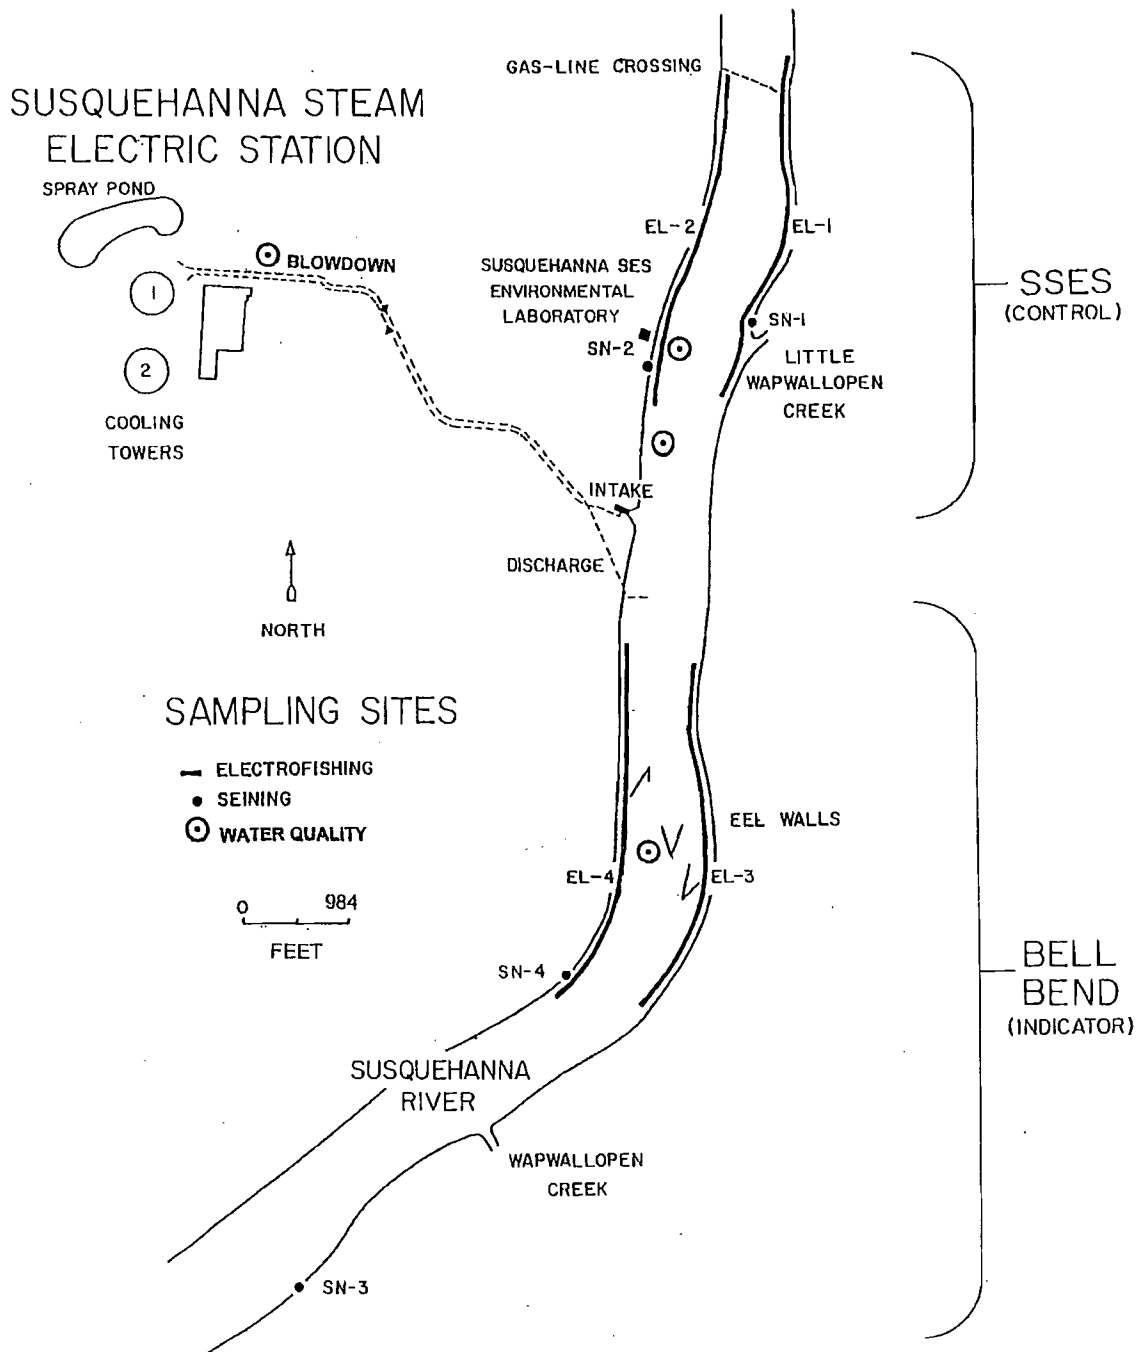 GAS-LINE CROSSING
SUSQUEHANNA STEAM
ELECTRIC STATION
SPRAY POND
EL-2
EL-1
BLOWDOWN
SUSQUEHANNA SES
ENVIRONMENTAL
LABORATORY
SSES
(CONTROL)
1
SN-1
SN-2
LITTLE
WAPWALLOPEN
CREEK
2
COOLING
TOWERS
INTAKE
DISCHARGE
NORTH
SAMPLING SITES
ELECTROFISHING
SEINING
WATER QUALITY
EEL WALLS
EL-4
EL-3
0 984
FEET
SN-4
BELL
BEND
(INDICATOR)
SUSQUEHANNA
RIVER
WAPWALLOPEN
CREEK
SN-3